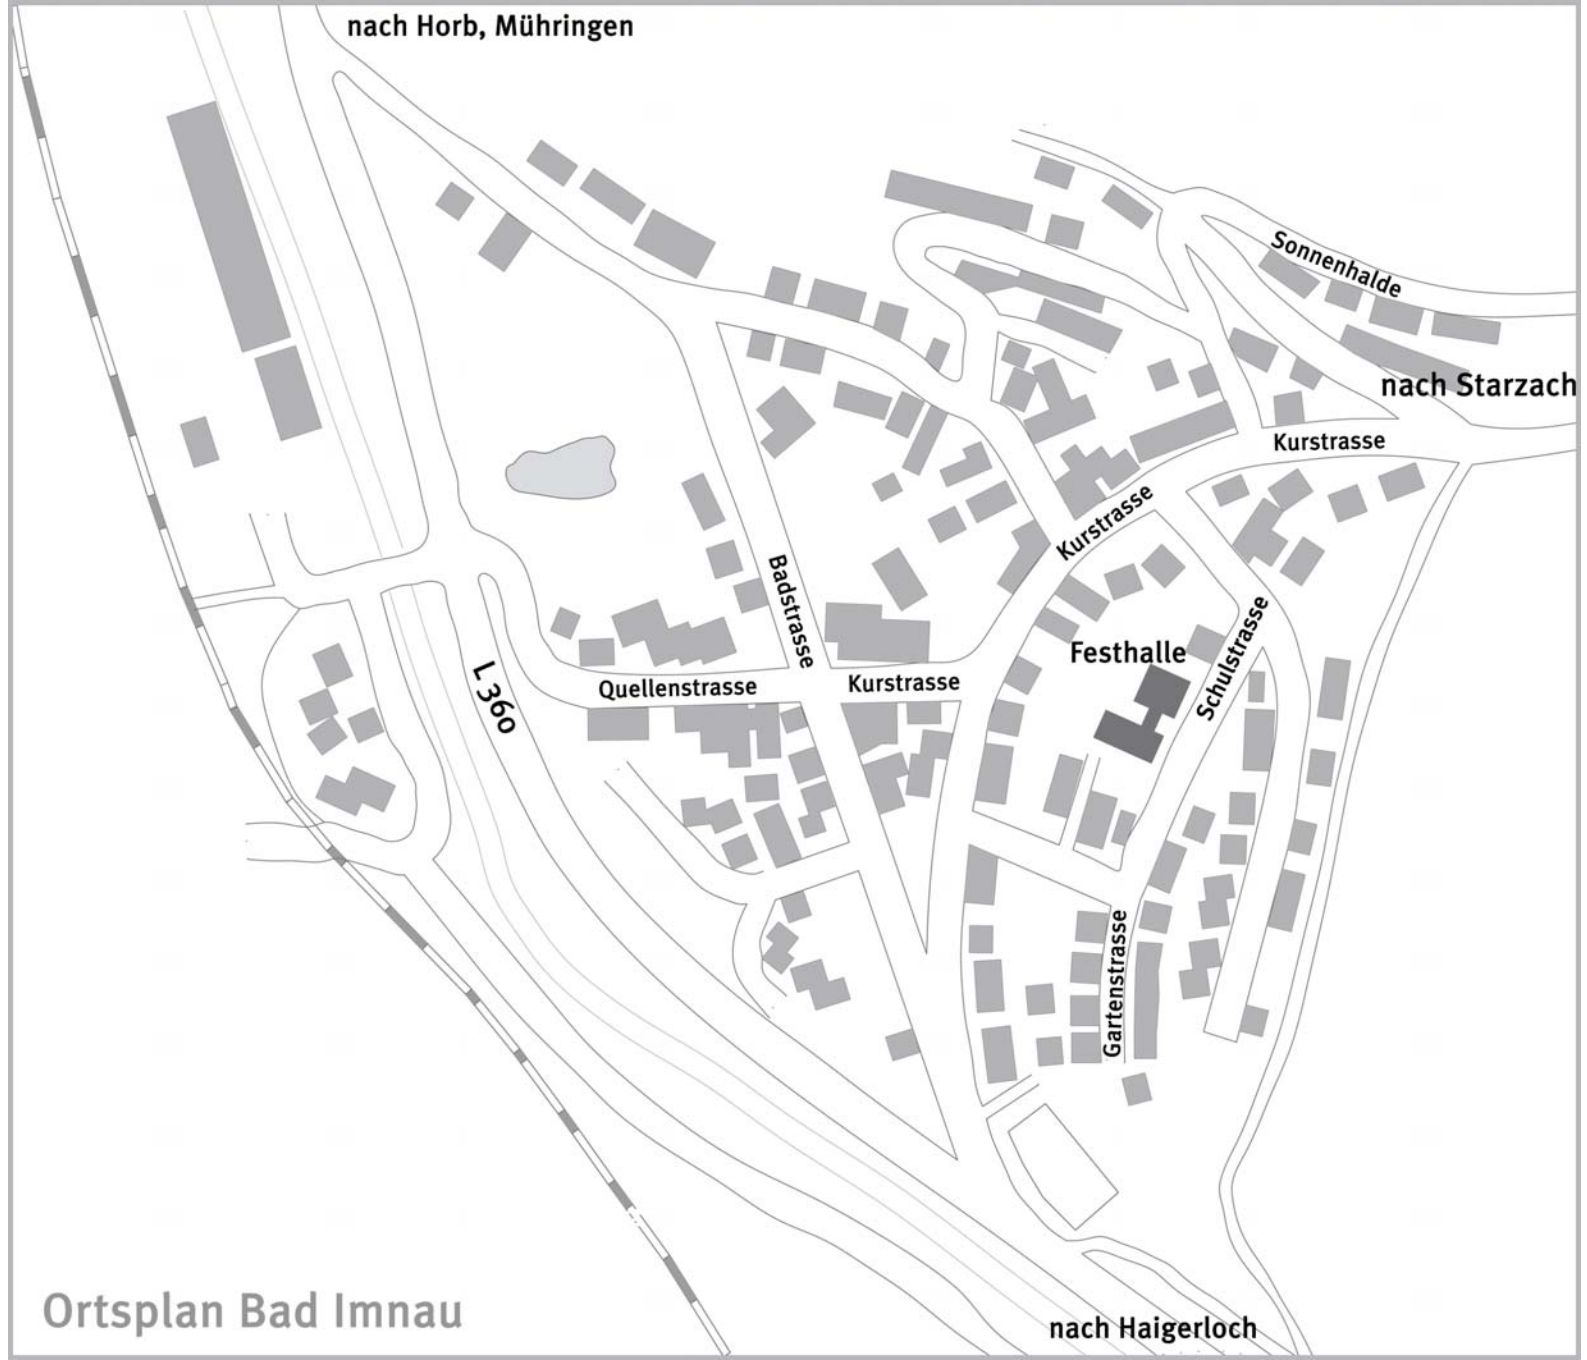 nach Horb, Mühringen
Sonnenhalde
nach Starzach
Kurstrasse
Kurstrasse
Badstrasse
Festhalle
Schulstrasse
L 360
Quellenstrasse
Kurstrasse
Gartenstrasse
Ortsplan Bad Imnau
nach Haigerloch